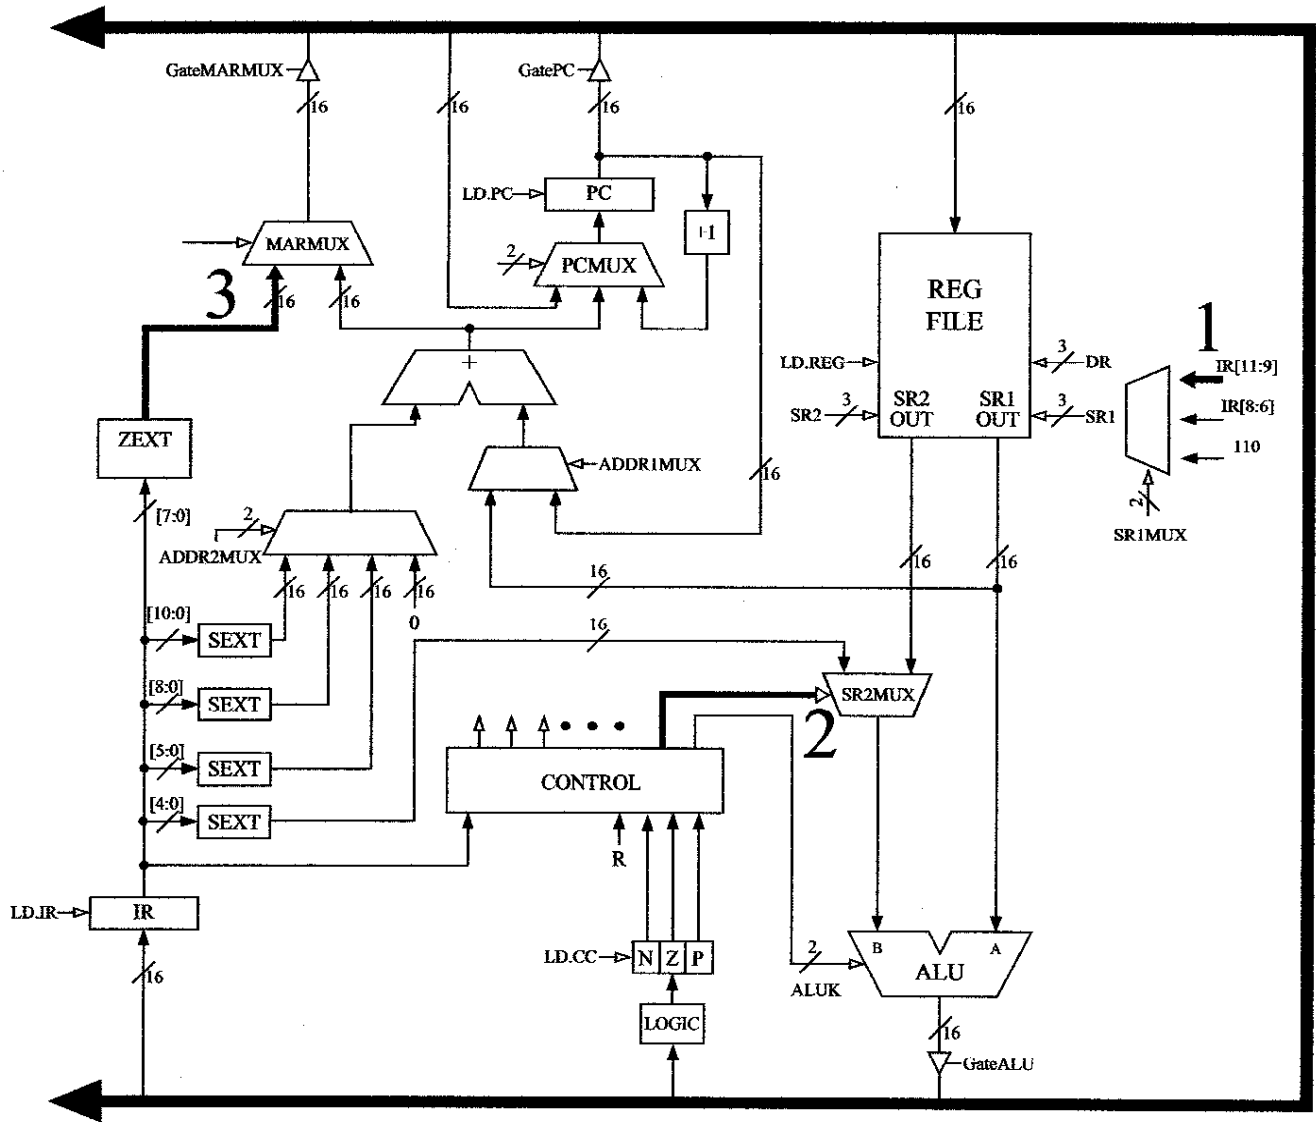 GateMARMUX
GatePC
16
16
16
16
LD.PC
PC
+1
MARMUX
2
PCMUX
3
16
16
REG
FILE
1
+
LD.REG
3
DR
IR[11:9]
SR2
3
SR2
OUT
SR1
OUT
3
SR1
IR[8:6]
110
ZEXT
ADDR1MUX
16
2
SR1MUX
[7:0]
2
ADDR2MUX
16
16
16
16
16
16
16
0
[10:0]
SEXT
16
[8:0]
SEXT
SR2MUX
2
[5:0]
SEXT
CONTROL
[4:0]
SEXT
R
LD.IR
IR
LD.CC
N Z P
2
ALUK
B
A
ALU
16
LOGIC
16
GateALU